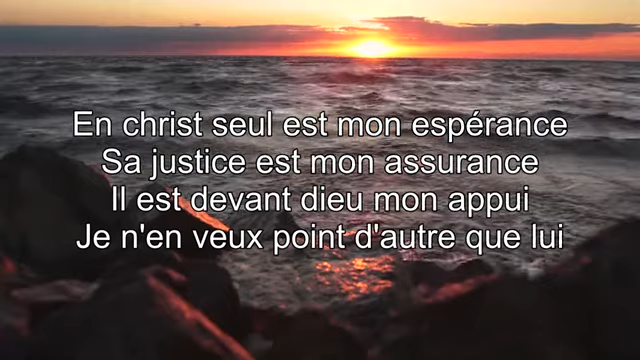 En christ seul est mon espérance
Sa justice est mon assurance
Il est devant dieu mon appui
Je n'en veux point d'autre que lui